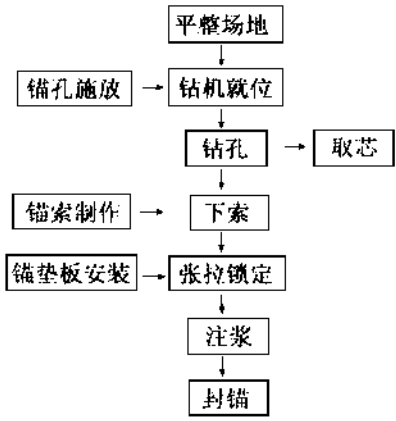 平整场地
锚孔施放
钻机就位
钻孔
取芯
锚索制作
下索
锚垫板安装
张拉锁定
注浆
封锚